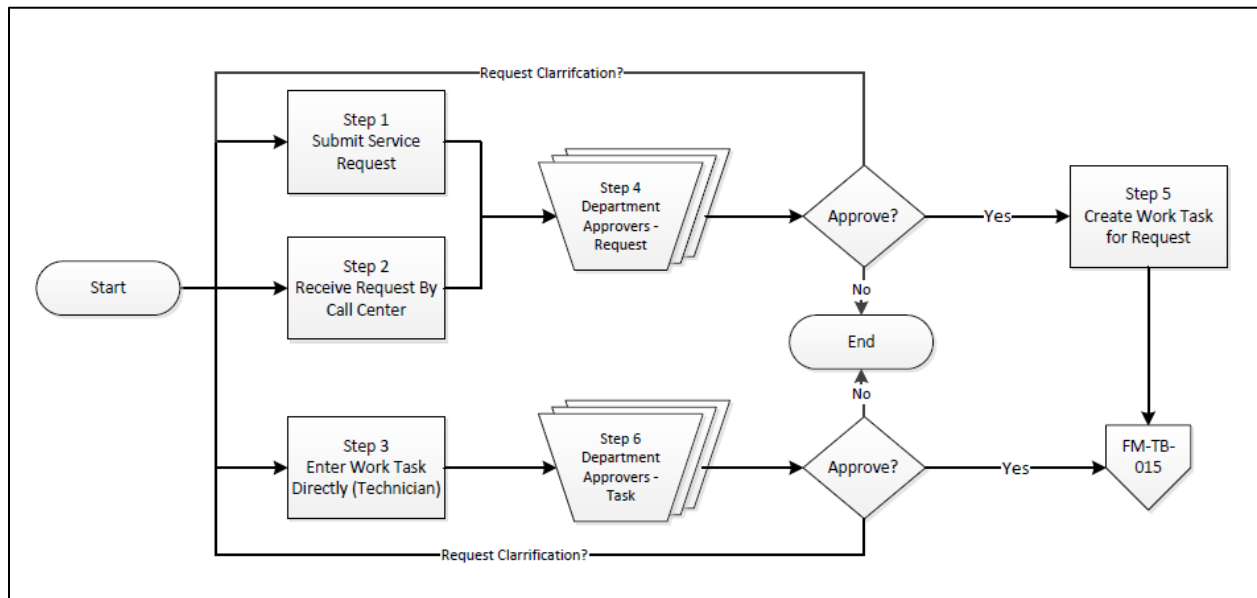 Request Clarrifcation?
Step 1
Submit Service
Request
Step 4
Department
Approvers -
Request
Approve?
Yes
Step 5
Create Work Task
for Request
Start
Step 2
Receive Request By
Call Center
No
End
No
Step 3
Enter Work Task
Directly (Technician)
Step 6
Department
Approvers -
Task
Approve?
Yes
FM-TB-
015
Request Clarrification?